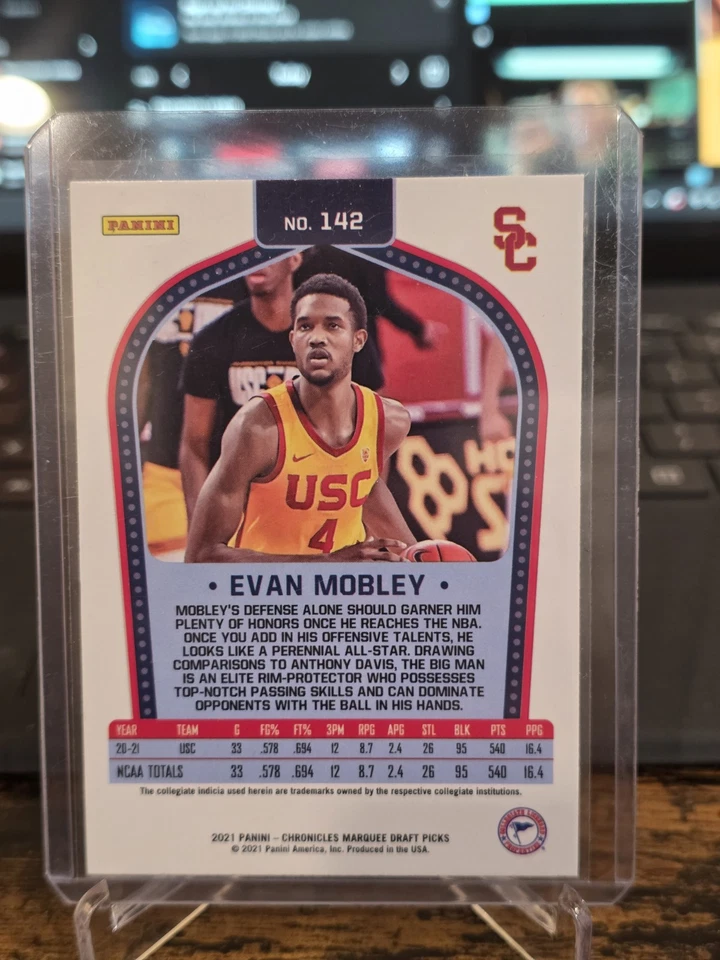 PANINI
NO. 142
SC
USC
USC
4
• EVAN MOBLEY •
MOBLEY'S DEFENSE ALONE SHOULD GARNER HIM
PLENTY OF HONORS ONCE HE REACHES THE NBA.
ONCE YOU ADD IN HIS OFFENSIVE TALENTS, HE
LOOKS LIKE A PERENNIAL ALL-STAR. DRAWING
COMPARISONS TO ANTHONY DAVIS, THE BIG MAN
IS AN ELITE RIM-PROTECTOR WHO POSSESSES
TOP-NOTCH PASSING SKILLS AND CAN DOMINATE
OPPONENTS WITH THE BALL IN HIS HANDS.
YEAR TEAM G FG% FT% 3PM RPG APG STL BLK PTS PPG
20-21 USC 33 .578 .694 12 8.7 2.4 26 95 540 16.4
NCAA TOTALS 33 .578 .694 12 8.7 2.4 26 95 540 16.4
The collegiate indicia used herein are trademarks owned by the respective collegiate institutions.
2021 PANINI – CHRONICLES MARQUEE DRAFT PICKS
© 2021 Panini America, Inc. Produced in the USA.